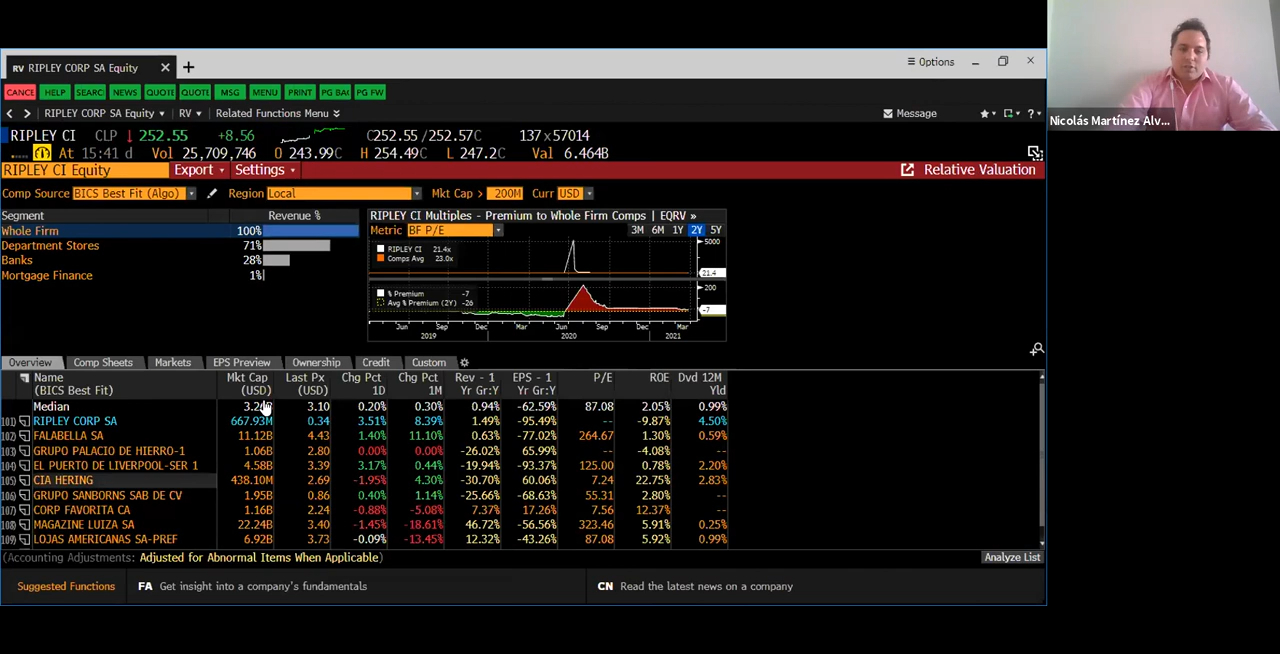 RV RIPLEY CORP SA Equity × +
≡ Options
CANCE HELP SEARC NEWS QUOTE QUOTE MSG MENU PRINT PG BAC PG FW
< > RIPLEY CORP SA Equity RV Related Functions Menu Message
RIPLEY CI CLP ↓ 252.55 +8.56 C252.55/252.57C 137x57014
At 15:41 d Vol 25,709,746 O 243.99C H 254.49C L 247.2C Val 6.464B
RIPLEY CI Equity Export Settings Relative Valuation
Comp Source BICS Best Fit (Algo) Region Local Mkt Cap > 200M Curr USD
Segment Revenue %
Whole Firm 100%
Department Stores 71%
Banks 28%
Mortgage Finance 1%
RIPLEY CI Multiples - Premium to Whole Firm Comps | EQRV »
Metric BF P/E 3M 6M 1Y 2Y 5Y
RIPLEY CI 21.4x
Comps Avg 23.0x
5000
21.4
% Premium -7
Avg % Premium (2Y) -26
200
-7
Jun Sep Dec Mar Jun Sep Dec Mar
2019 2020 2021
Overview Comp Sheets Markets EPS Preview Ownership Credit Custom
Name Mkt Cap Last Px Chg Pct Chg Pct Rev - 1 EPS - 1 P/E ROE Dvd 12M
(BICS Best Fit) (USD) (USD) 1D 1M Yr Gr:Y Yr Gr:Y Yld
Median 3.10 0.20% 0.30% 0.94% -62.59% 87.08 2.05% 0.99%
101) RIPLEY CORP SA 667.93M 0.34 3.51% 8.39% 1.49% -95.49% -- -9.87% 4.50%
102) FALABELLA SA 11.12B 4.43 1.40% 11.10% 0.63% -77.02% 264.67 1.30% 0.59%
103) GRUPO PALACIO DE HIERRO-1 1.06B 2.80 0.00% 0.00% -26.02% 65.99% -- -4.08% --
104) EL PUERTO DE LIVERPOOL-SER 1 4.58B 3.39 3.17% 0.44% -19.94% -93.37% 125.00 0.78% 2.20%
105) CIA HERING 438.10M 2.69 -1.95% 4.30% -30.70% 60.06% 7.24 22.75% 2.83%
106) GRUPO SANBORNS SAB DE CV 1.95B 0.86 0.40% 1.14% -25.66% -68.63% 55.31 2.80% --
107) CORP FAVORITA CA 1.16B 2.24 -0.88% -5.08% 7.37% 17.26% 7.56 12.37% --
108) MAGAZINE LUIZA SA 22.24B 3.40 -1.45% -18.61% 46.72% -56.56% 323.46 5.91% 0.25%
109) LOJAS AMERICANAS SA-PREF 6.92B 3.73 -0.09% -13.45% 12.32% -43.26% 87.08 5.92% 0.99%
(Accounting Adjustments: Adjusted for Abnormal Items When Applicable) Analyze List
Suggested Functions FA Get insight into a company's fundamentals CN Read the latest news on a company
Nicolás Martínez Alv...